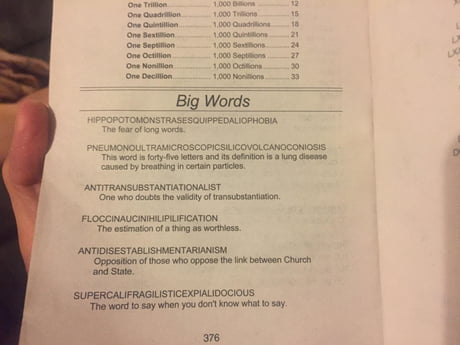 One Trillion 1,000 Billions 12
One Quadrillion 1,000 Trillions 15
One Quintillion 1,000 Quadrillions 18
One Sextillion 1,000 Quintillions 21
One Septillion 1,000 Sextillions 24
One Octillion 1,000 Septillions 27
One Nonillion 1,000 Octillions 30
One Decillion 1,000 Nonillions 33
Big Words
HIPPOPOTOMONSTRASESQUIPPEDALIOPHOBIA
The fear of long words.
PNEUMONOULTRAMICROSCOPICSILICOVOLCANOCONIOSIS
This word is forty-five letters and its definition is a lung disease
caused by breathing in certain particles.
ANTITRANSUBSTANTIATIONALIST
One who doubts the validity of transubstantiation.
FLOCCINAUCINIHILIPILIFICATION
The estimation of a thing as worthless.
ANTIDISESTABLISHMENTARIANISM
Opposition of those who oppose the link between Church
and State.
SUPERCALIFRAGILISTICEXPIALIDOCIOUS
The word to say when you don't know what to say.
376